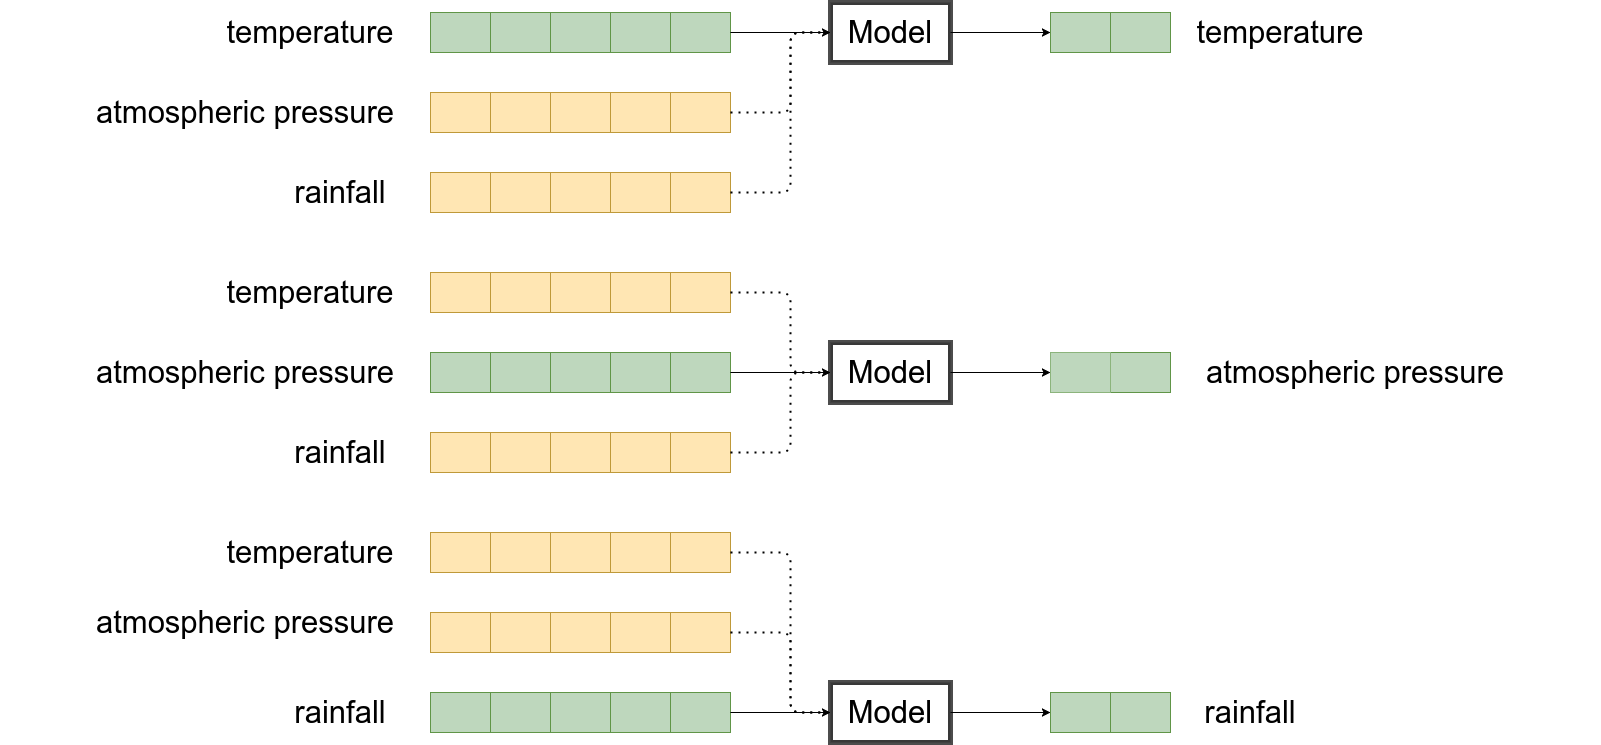 temperature
Model
temperature
atmospheric pressure
rainfall
temperature
atmospheric pressure
Model
atmospheric pressure
rainfall
temperature
atmospheric pressure
rainfall
Model
rainfall